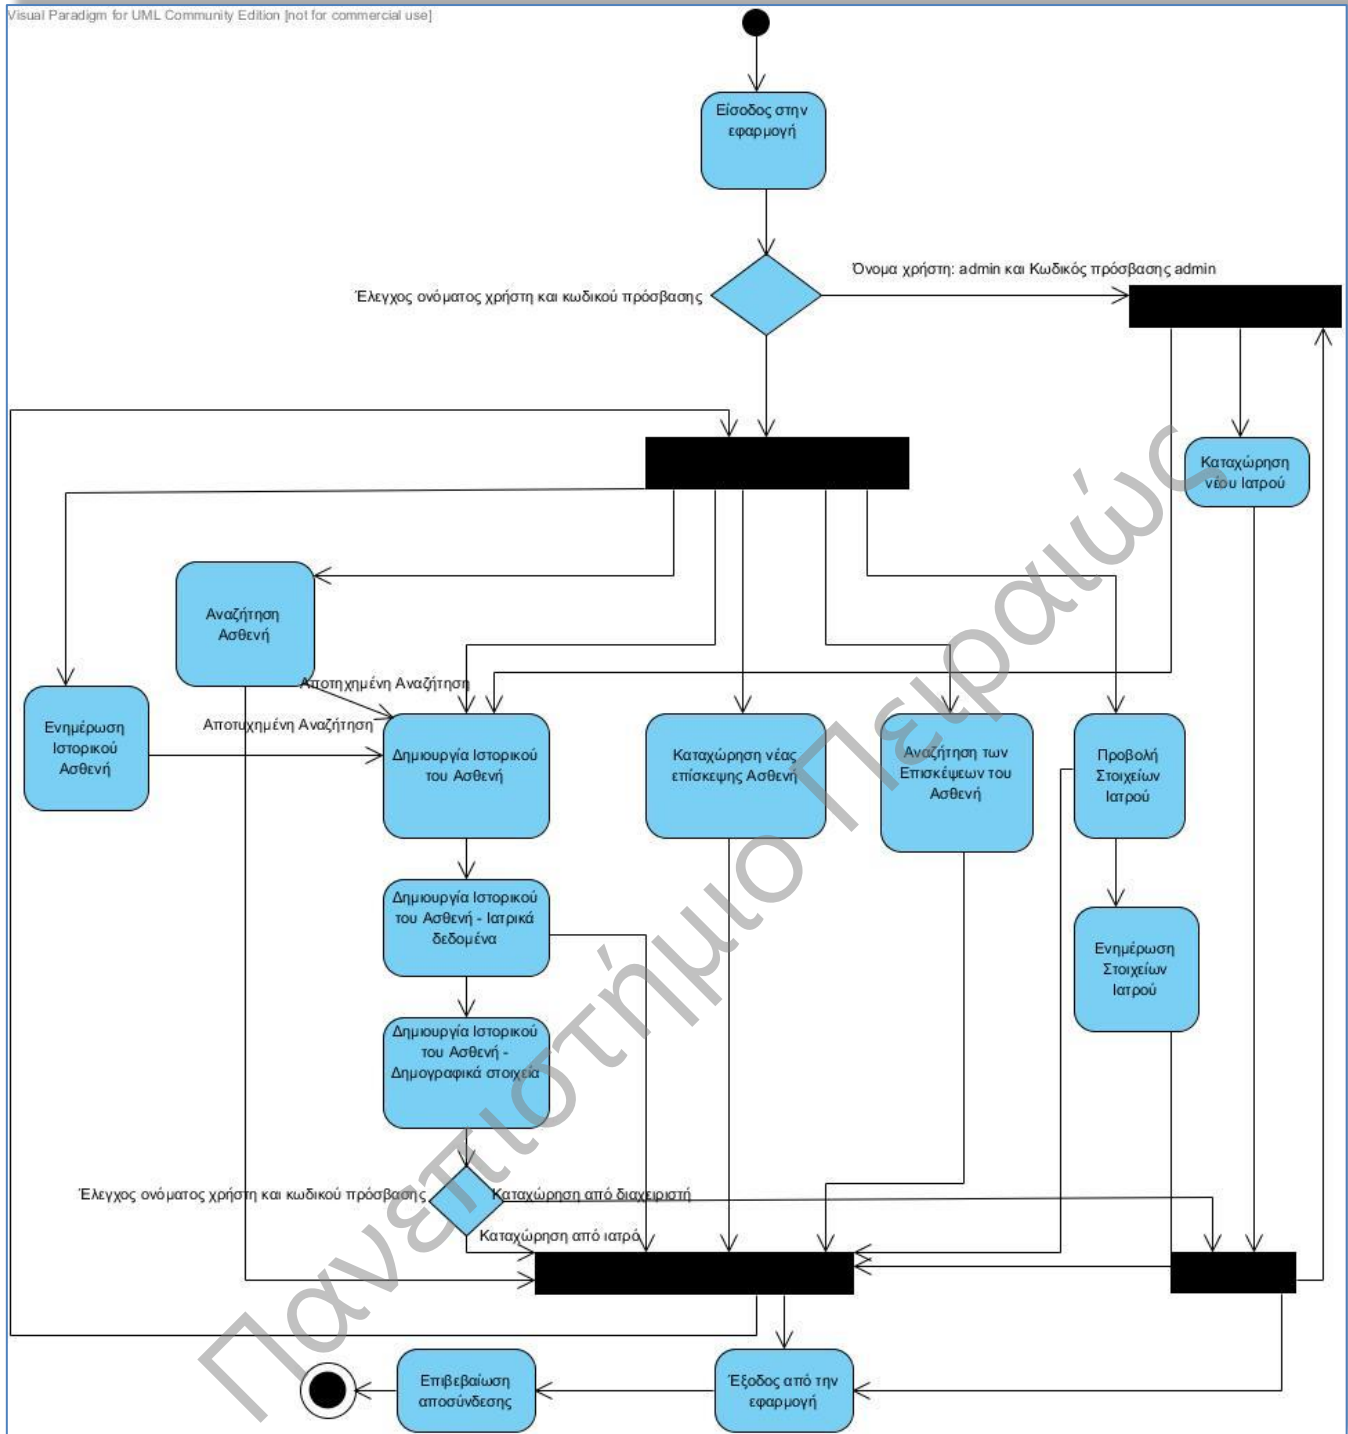 Visual Paradigm for UML Community Edition [not for commercial use]
Είσοδος στην
εφαρμογή
Όνομα χρήστη: admin και Κωδικός πρόσβασης admin
Έλεγχος ονόματος χρήστη και κωδικού πρόσβασης
Καταχώρηση
νέου Ιατρού
Αναζήτηση
Ασθενή
Αποτηχημένη Αναζήτηση
Αποτυχημένη Αναζήτηση
Ενημέρωση
Ιστορικού
Ασθενή
Δημιουργία Ιστορικού
του Ασθενή
Καταχώρηση νέας
επίσκεψης Ασθενή
Αναζήτηση των
Επισκέψεων του
Ασθενή
Προβολή
Στοιχείων
Ιατρού
Δημιουργία Ιστορικού
του Ασθενή - Ιατρικά
δεδομένα
Ενημέρωση
Στοιχείων
Ιατρού
Δημιουργία Ιστορικού
του Ασθενή -
Δημογραφικά στοιχεία
Έλεγχος ονόματος χρήστη και κωδικού πρόσβασης
Καταχώρηση από διαχειριστή
Καταχώρηση από ιατρό
Επιβεβαίωση
αποσύνδεσης
Έξοδος από την
εφαρμογή
Πανεπιστήμιο Πειραιώς